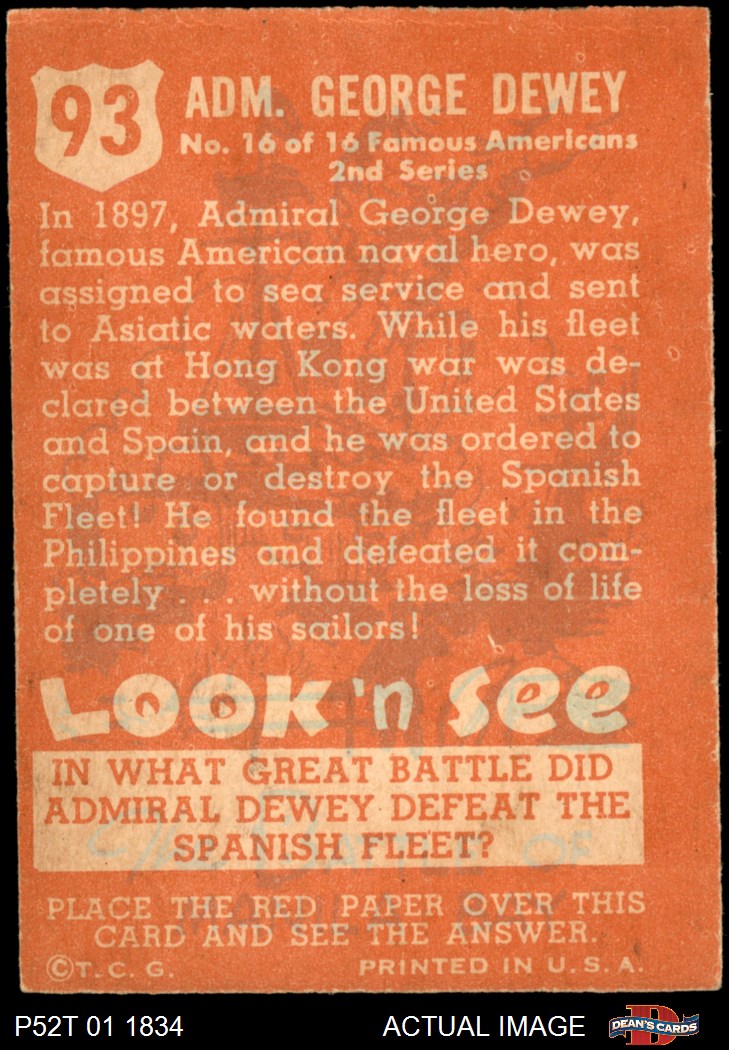 93
ADM. GEORGE DEWEY
No. 16 of 16 Famous Americans
2nd Series
In 1897, Admiral George Dewey,
famous American naval hero, was
assigned to sea service and sent
to Asiatic waters. While his fleet
was at Hong Kong war was de-
clared between the United States
and Spain, and he was ordered to
capture or destroy the Spanish
Fleet! He found the fleet in the
Philippines and defeated it com-
pletely . . . without the loss of life
of one of his sailors!
LOOK 'n SEE
IN WHAT GREAT BATTLE DID
ADMIRAL DEWEY DEFEAT THE
SPANISH FLEET?
BATTLE OF
PLACE THE RED PAPER OVER THIS
CARD AND SEE THE ANSWER.
©T. C. G. PRINTED IN U. S. A.
P52T 01 1834 ACTUAL IMAGE DEAN'S CARDS